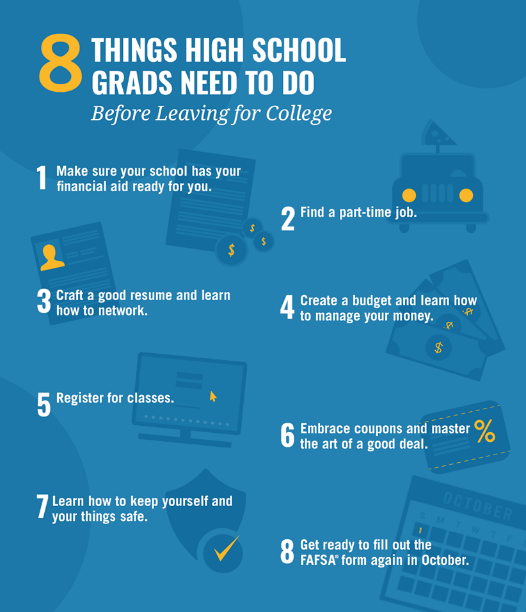 8 THINGS HIGH SCHOOL
GRADS NEED TO DO
Before Leaving for College
1 Make sure your school has your
financial aid ready for you.
$
$
$
2 Find a part-time job.
3 Craft a good resume and learn
how to network.
4 Create a budget and learn how
to manage your money.
$
$
$
5 Register for classes.
6 Embrace coupons and master
the art of a good deal.
%
7 Learn how to keep yourself and
your things safe.
OCTOBER
S M T W T F S
1
8 Get ready to fill out the
FAFSA® form again in October.